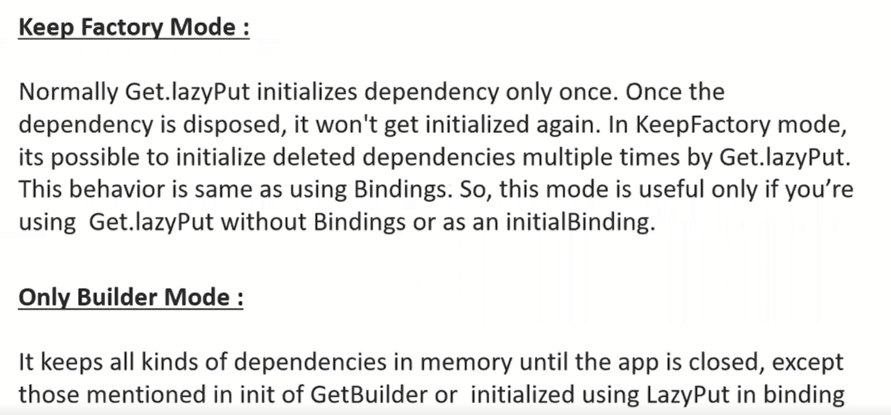 Keep Factory Mode :
Normally Get.lazyPut initializes dependency only once. Once the
dependency is disposed, it won't get initialized again. In KeepFactory mode,
its possible to initialize deleted dependencies multiple times by Get.lazyPut.
This behavior is same as using Bindings. So, this mode is useful only if you’re
using  Get.lazyPut without Bindings or as an initialBinding.
Only Builder Mode :
It keeps all kinds of dependencies in memory until the app is closed, except
those mentioned in init of GetBuilder or  initialized using LazyPut in binding